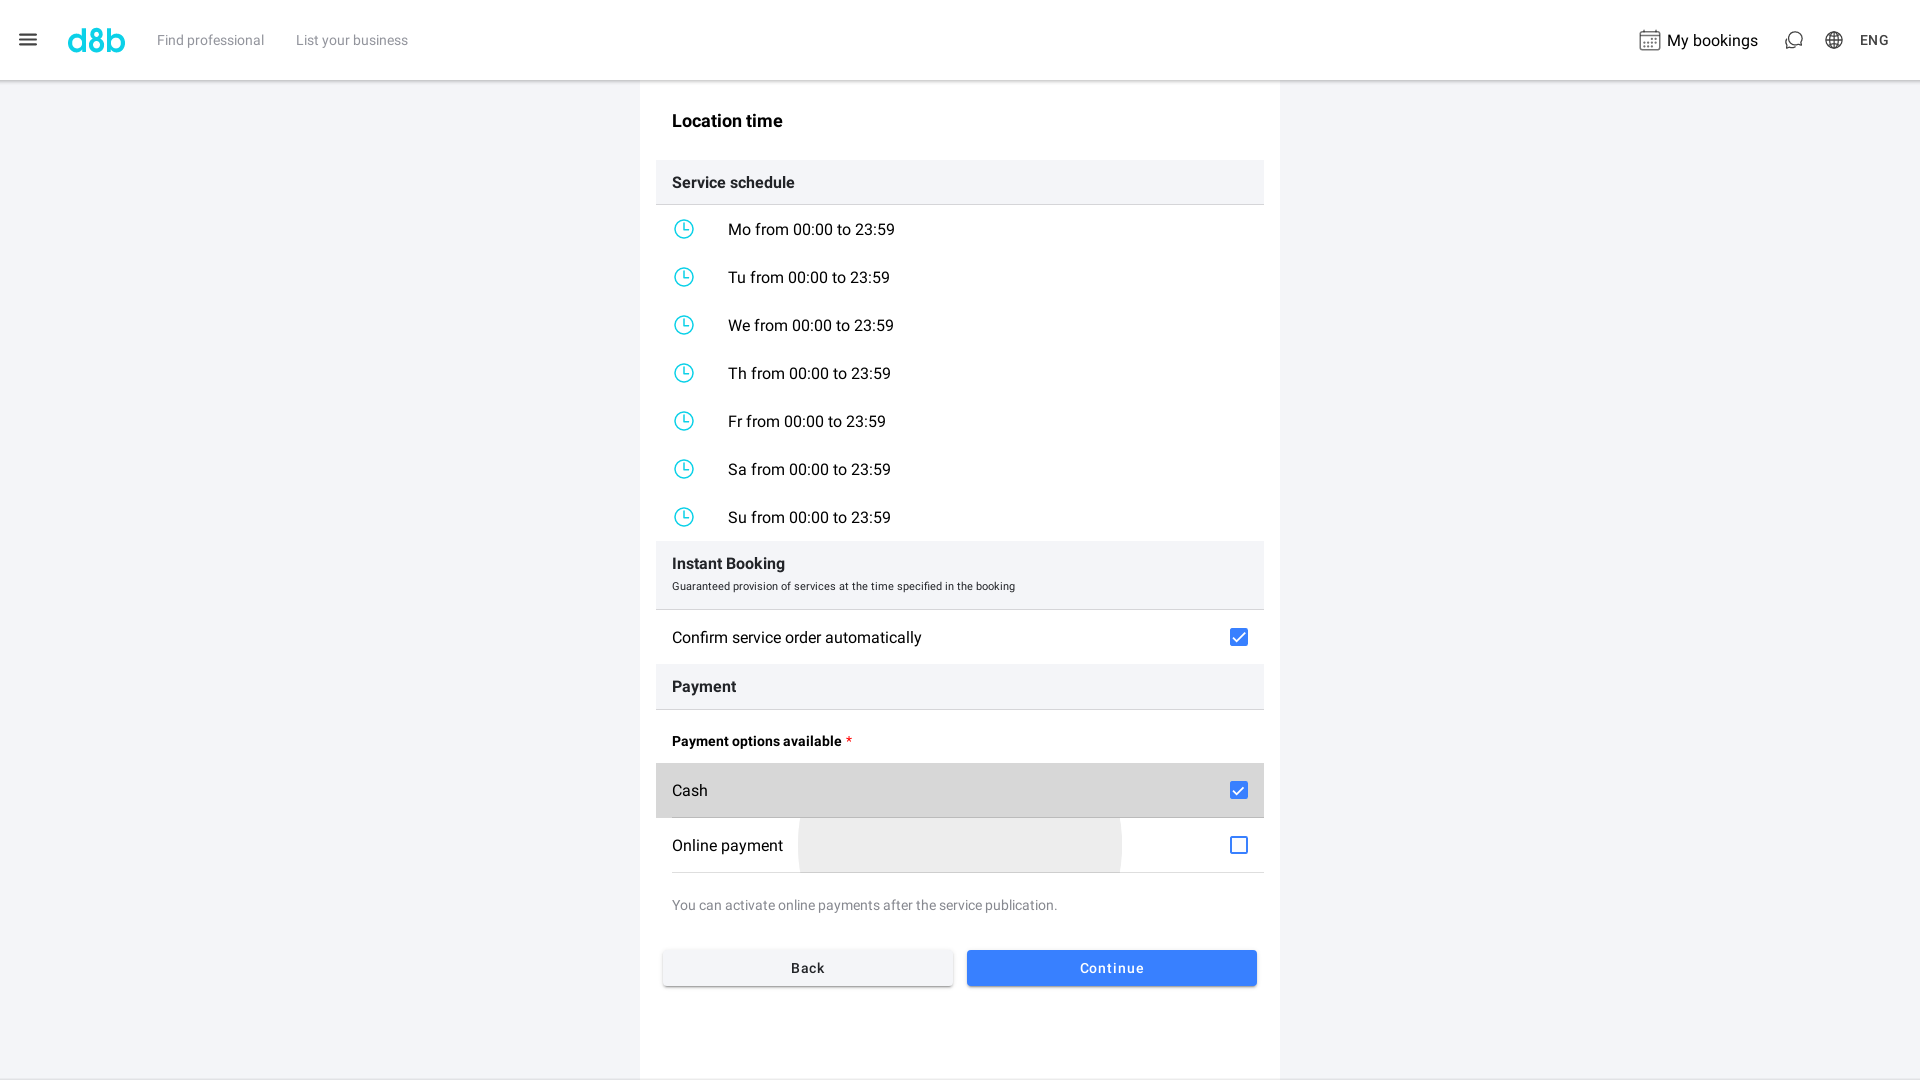 d8b
Find professional
List your business
My bookings
ENG
Location time
Service schedule
Mo from 00:00 to 23:59
Tu from 00:00 to 23:59
We from 00:00 to 23:59
Th from 00:00 to 23:59
Fr from 00:00 to 23:59
Sa from 00:00 to 23:59
Su from 00:00 to 23:59
Instant Booking
Guaranteed provision of services at the time specified in the booking
Confirm service order automatically
Payment
Payment options available *
Cash
Online payment
You can activate online payments after the service publication.
Back
Continue